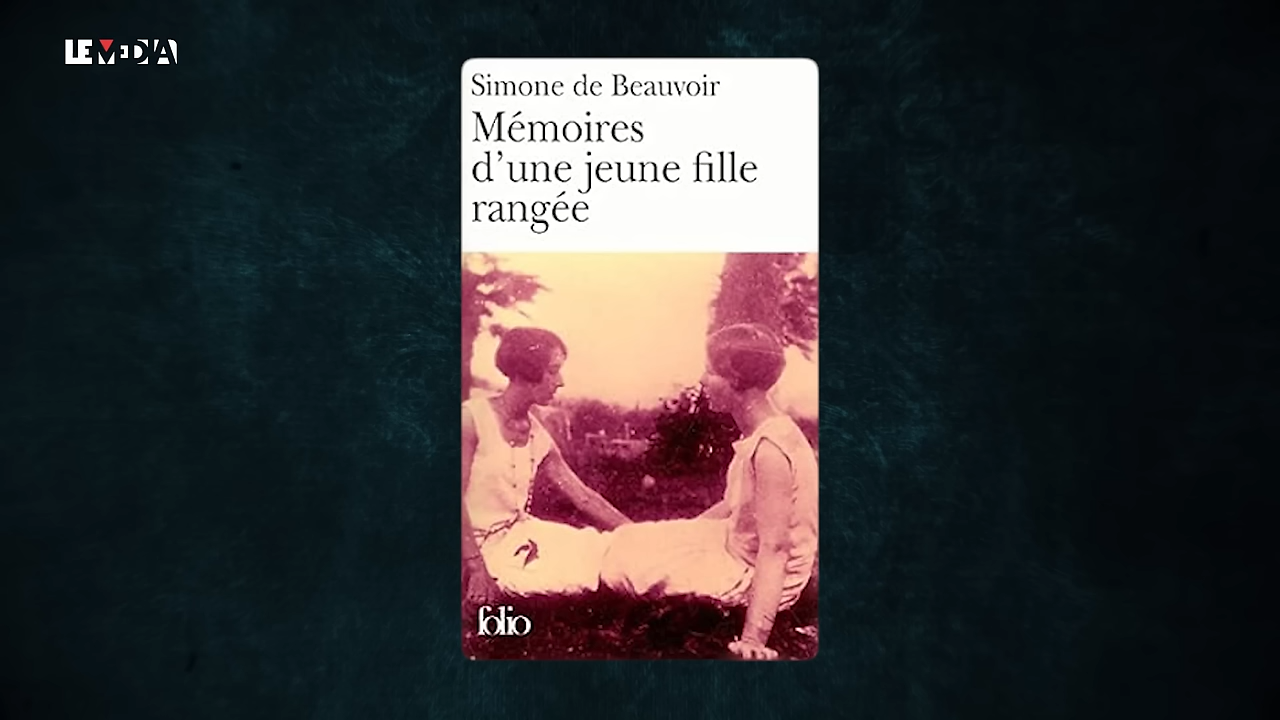 LE MEDIA
Simone de Beauvoir
Mémoires
d'une jeune fille
rangée
folio